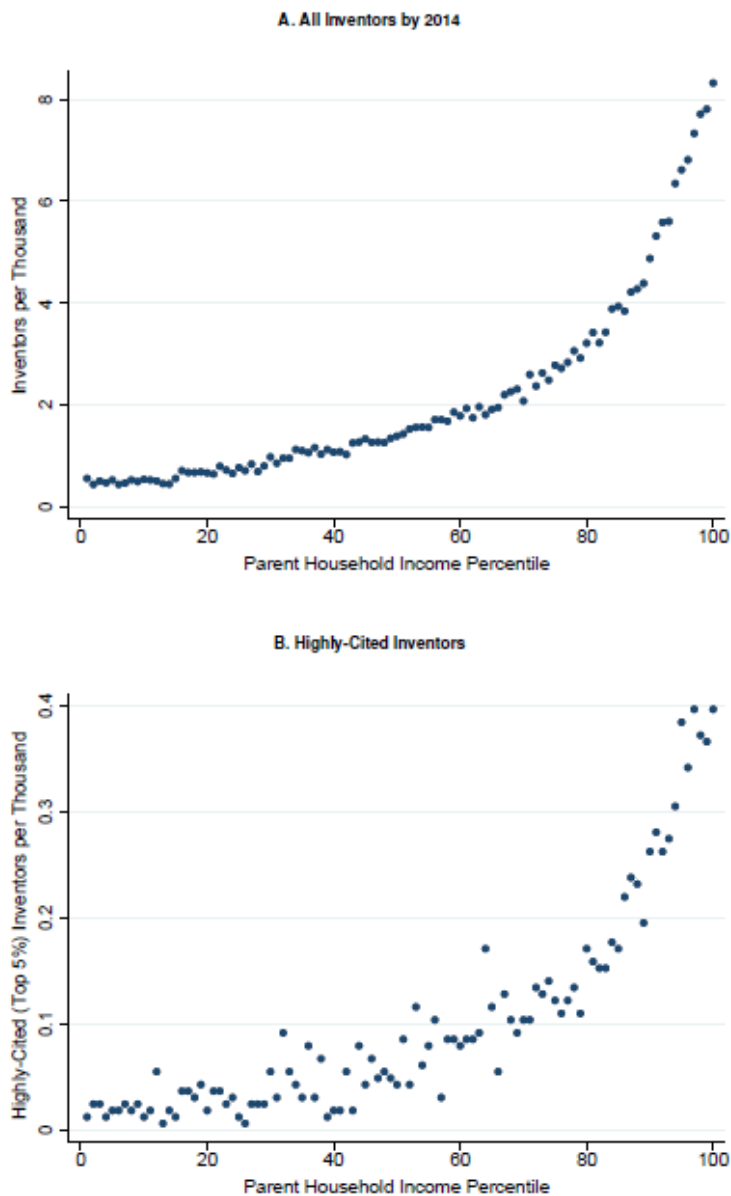 A. All Inventors by 2014
8
6
4
2
0
Inventors per Thousand
0 20 40 60 80 100
Parent Household Income Percentile
B. Highly-Cited Inventors
0.4
0.3
0.2
0.1
0
Highly-Cited (Top 5%) Inventors per Thousand
0 20 40 60 80 100
Parent Household Income Percentile